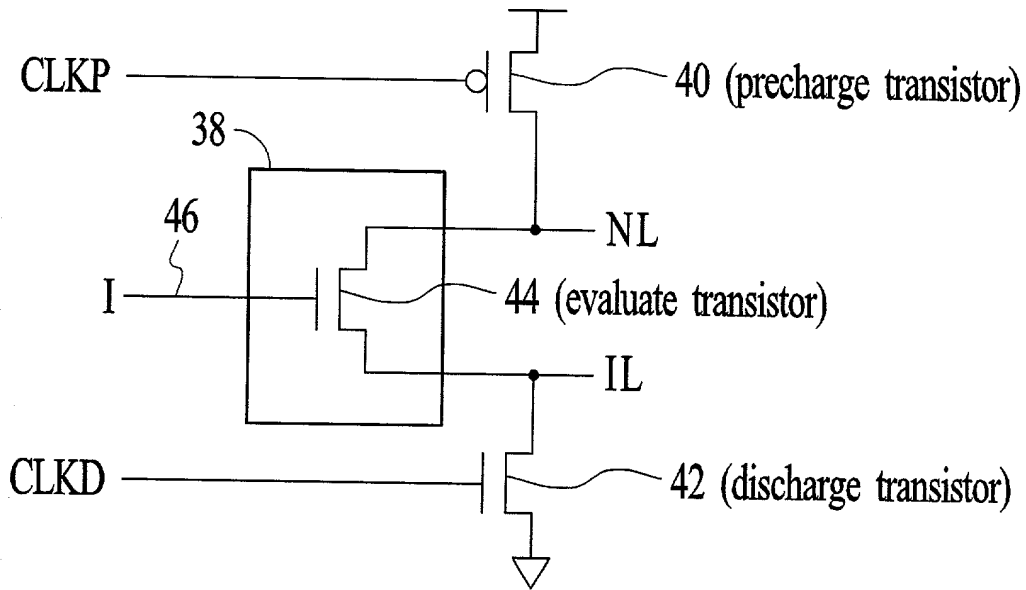 CLKP
40 (precharge transistor)
38
46
NL
I
44 (evaluate transistor)
IL
CLKD
42 (discharge transistor)